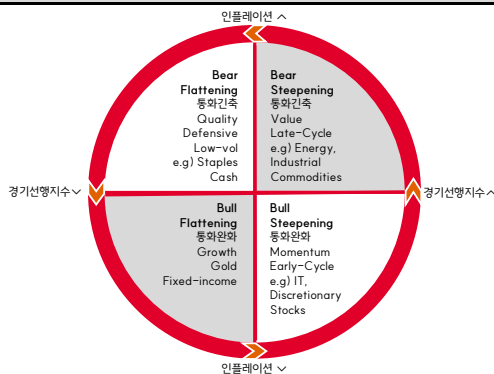 인플레이션 ^
Bear
Flattening
통화긴축
Quality
Defensive
Low-vol
e.g) Staples
Cash
Bear
Steepening
통화긴축
Value
Late-Cycle
e.g) Energy,
Industrial
Commodities
경기선행지수∨
경기선행지수^
Bull
Flattening
통화완화
Growth
Gold
Fixed-income
Bull
Steepening
통화완화
Momentum
Early-Cycle
e.g) IT,
Discretionary
Stocks
인플레이션 ∨